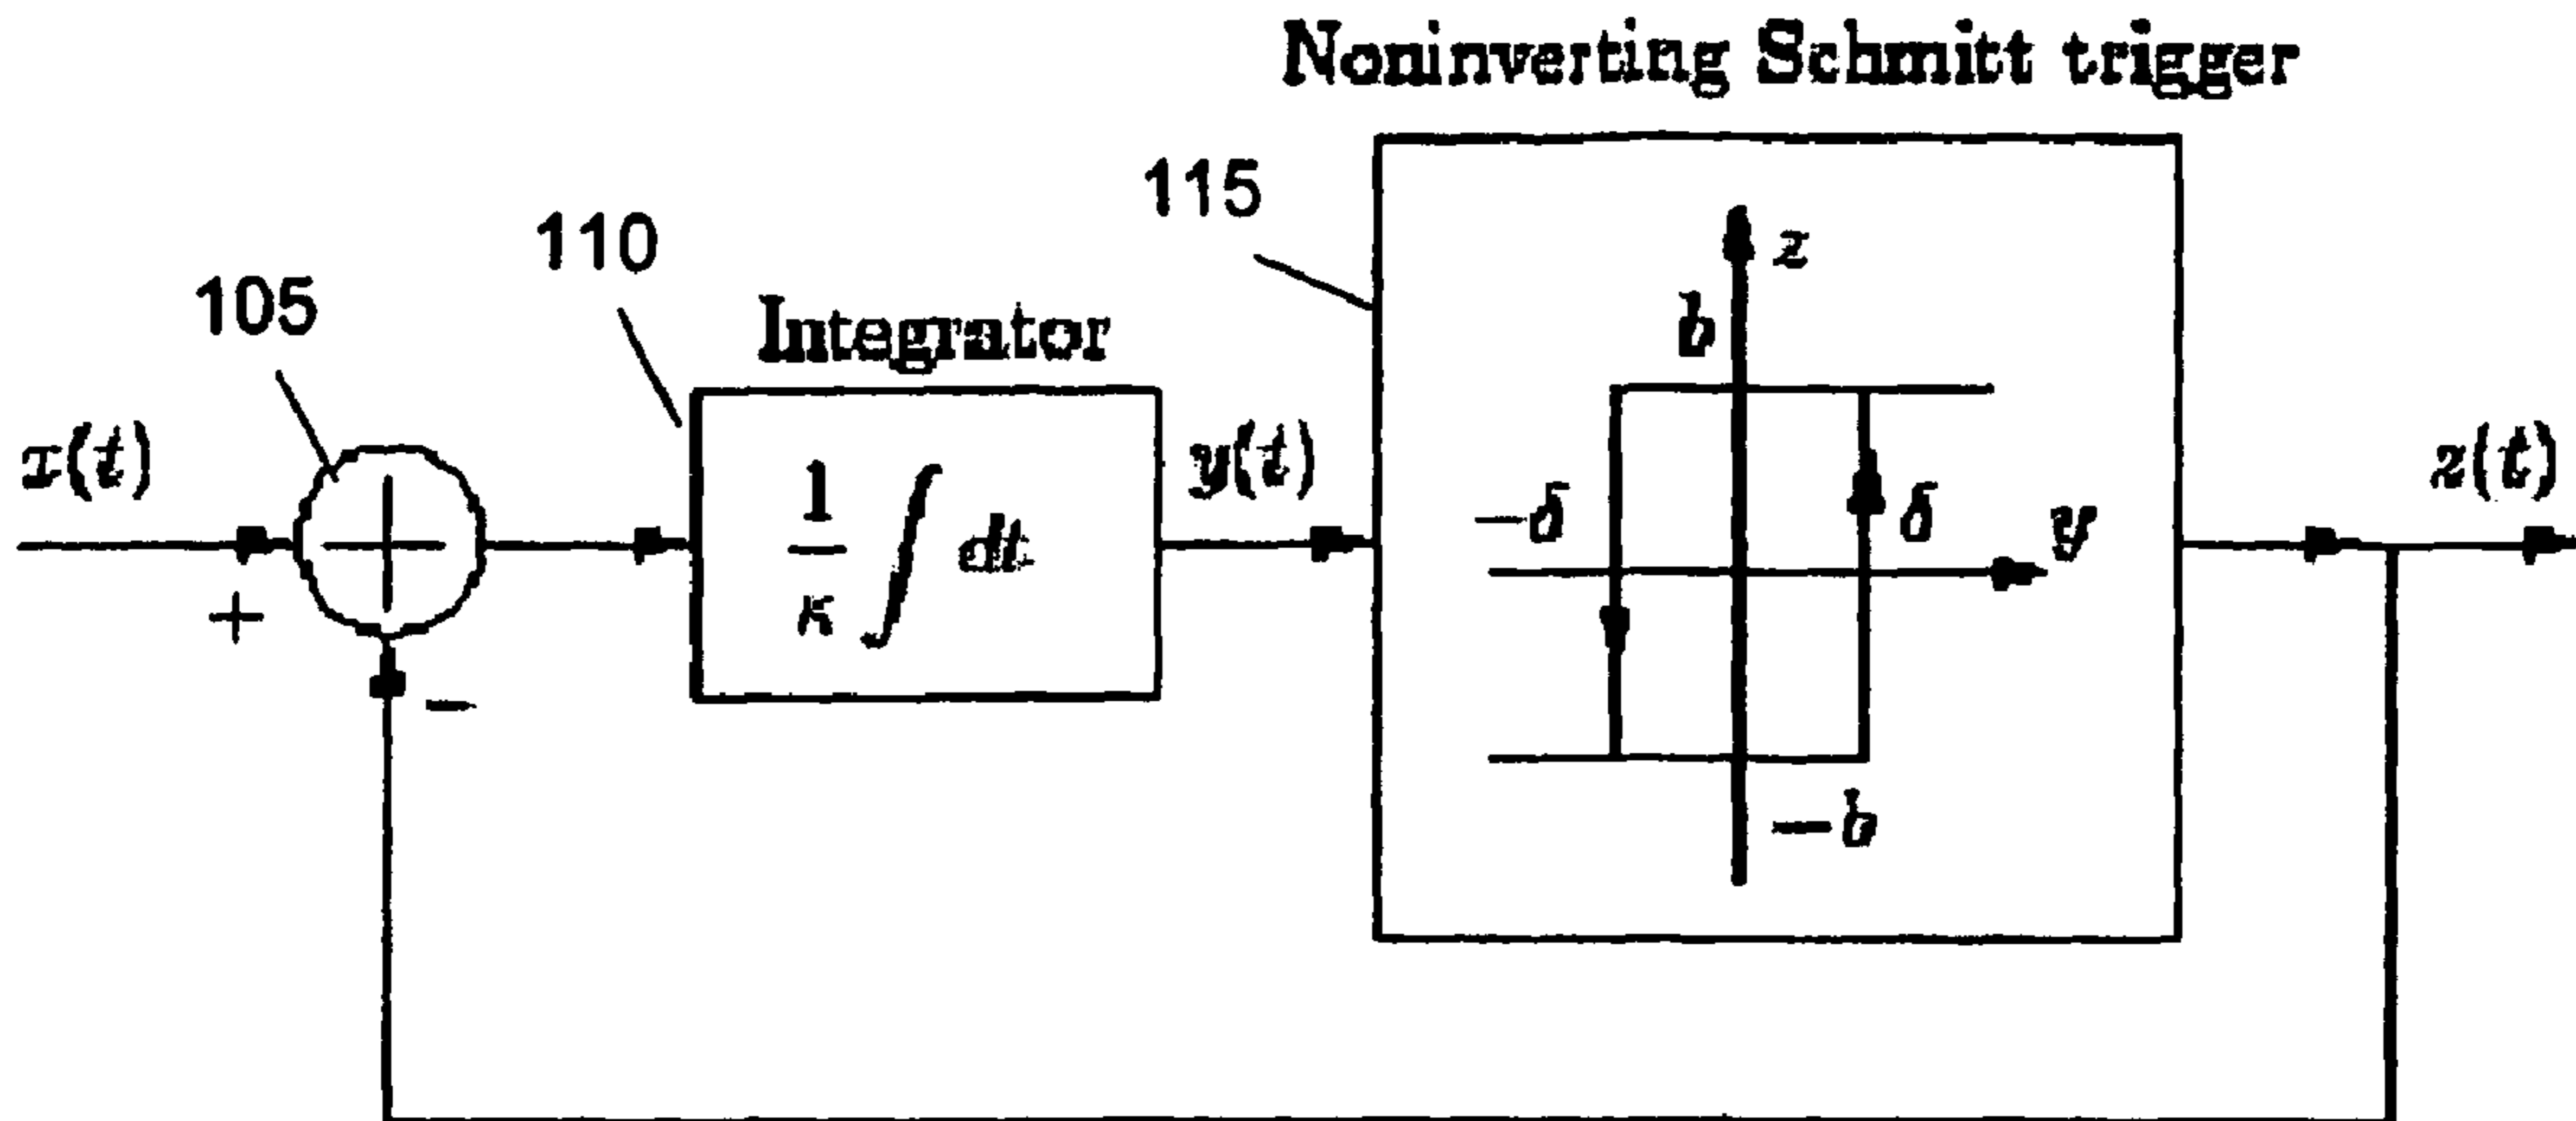 Noninverting Schmitt trigger
115
110
105
Integrator
x(t)
+
−
1/κ ∫ dt
y(t)
z
b
−δ
δ
y
−b
z(t)